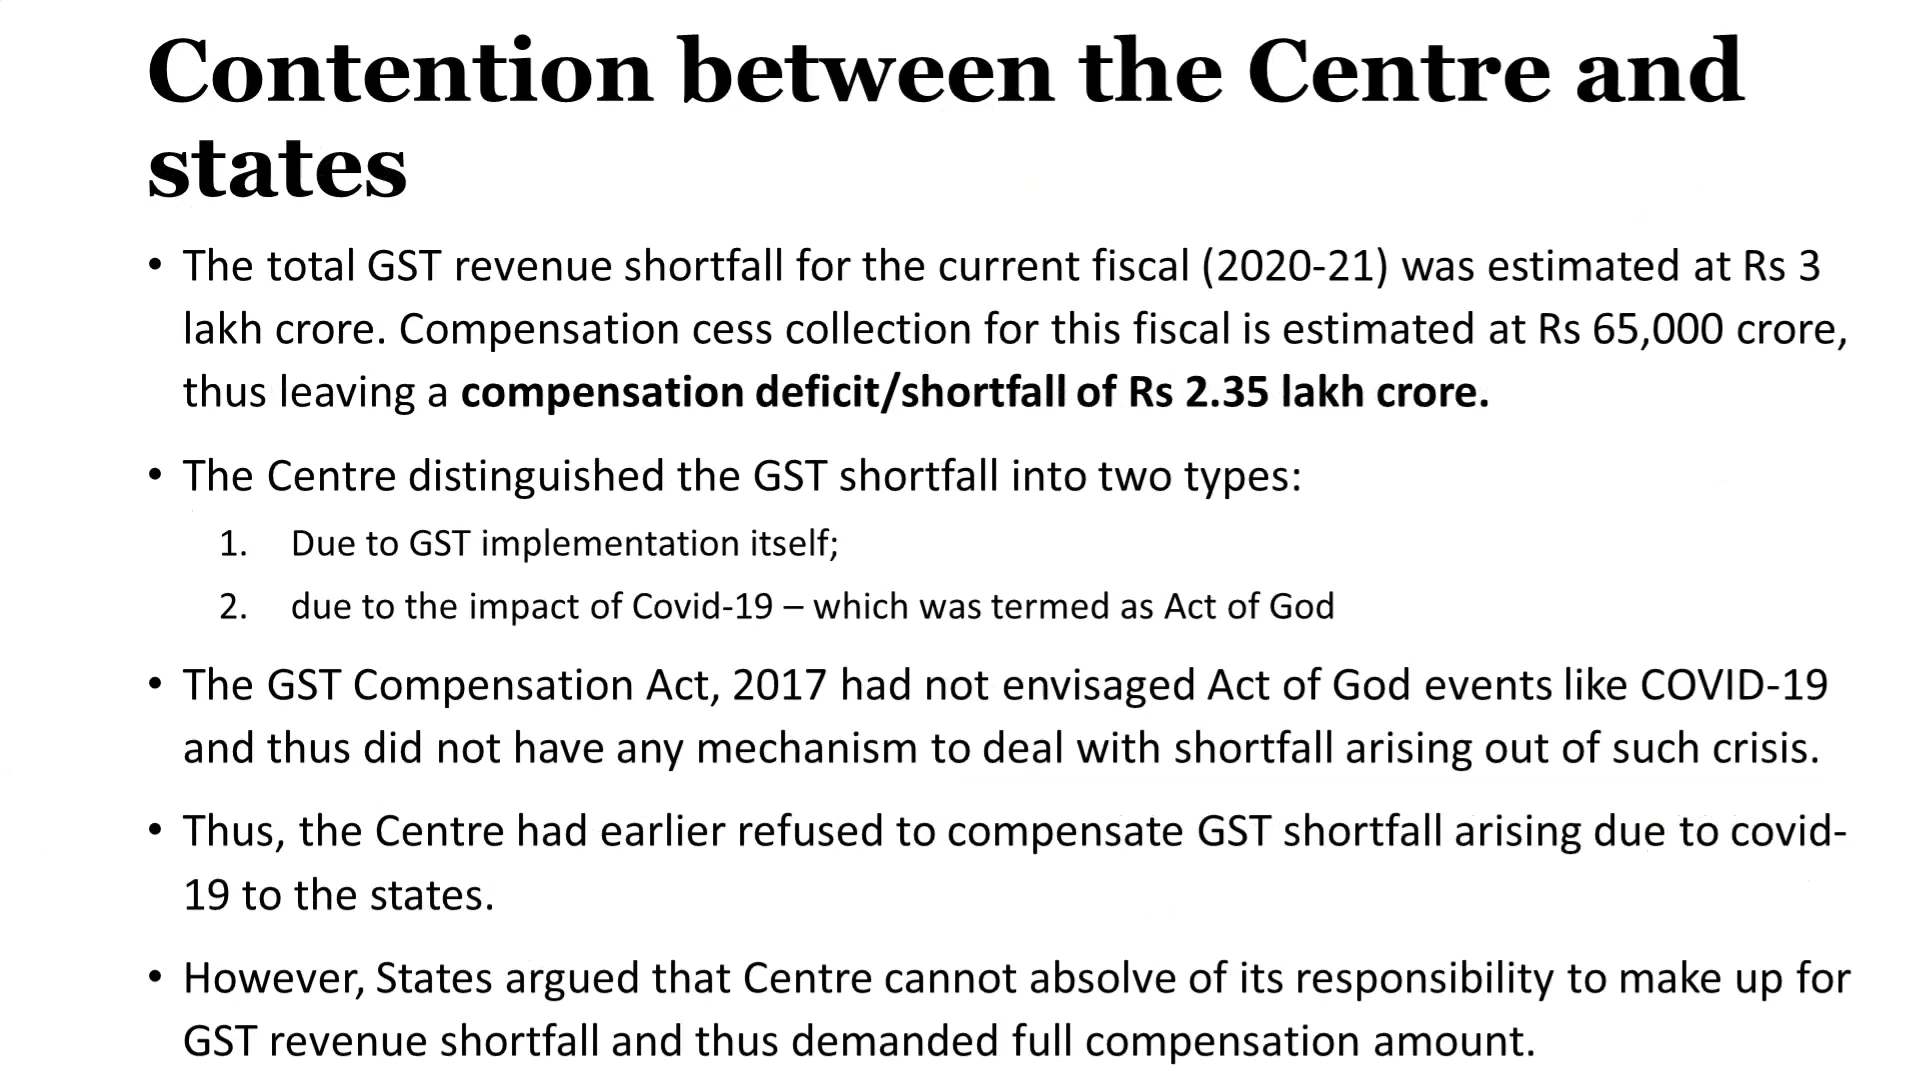 Contention between the Centre and
states
• The total GST revenue shortfall for the current fiscal (2020-21) was estimated at Rs 3
lakh crore. Compensation cess collection for this fiscal is estimated at Rs 65,000 crore,
thus leaving a compensation deficit/shortfall of Rs 2.35 lakh crore.
• The Centre distinguished the GST shortfall into two types:
1. Due to GST implementation itself;
2. due to the impact of Covid-19 – which was termed as Act of God
• The GST Compensation Act, 2017 had not envisaged Act of God events like COVID-19
and thus did not have any mechanism to deal with shortfall arising out of such crisis.
• Thus, the Centre had earlier refused to compensate GST shortfall arising due to covid-
19 to the states.
• However, States argued that Centre cannot absolve of its responsibility to make up for
GST revenue shortfall and thus demanded full compensation amount.